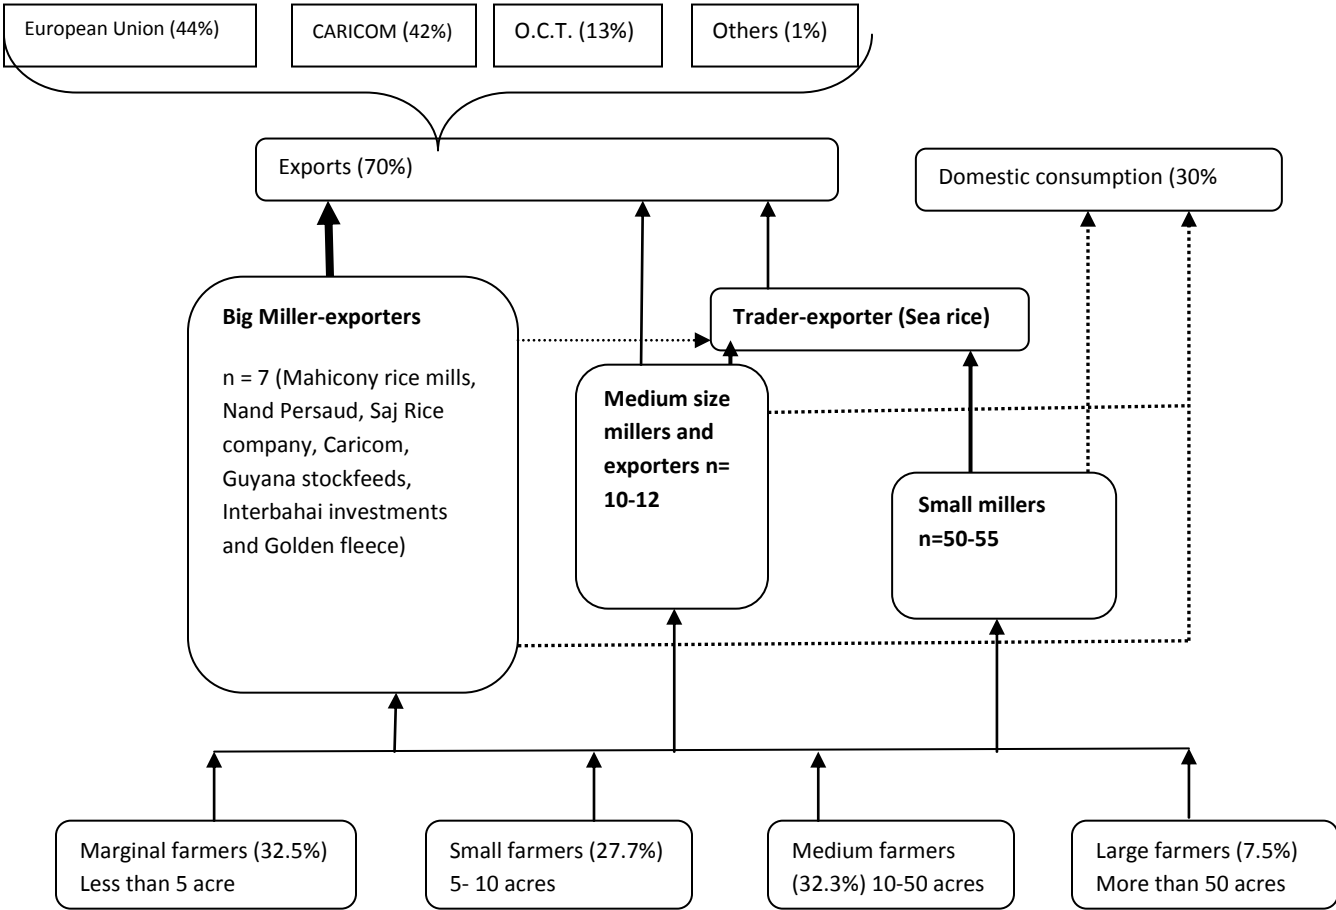 European Union (44%)
CARICOM (42%)
O.C.T. (13%)
Others (1%)
Exports (70%)
Domestic consumption (30%
Big Miller-exporters
n = 7 (Mahicony rice mills,
Nand Persaud, Saj Rice
company, Caricom,
Guyana stockfeeds,
Interbahai investments
and Golden fleece)
Trader-exporter (Sea rice)
Medium size
millers and
exporters n=
10-12
Small millers
n=50-55
Marginal farmers (32.5%)
Less than 5 acre
Small farmers (27.7%)
5- 10 acres
Medium farmers
(32.3%) 10-50 acres
Large farmers (7.5%)
More than 50 acres